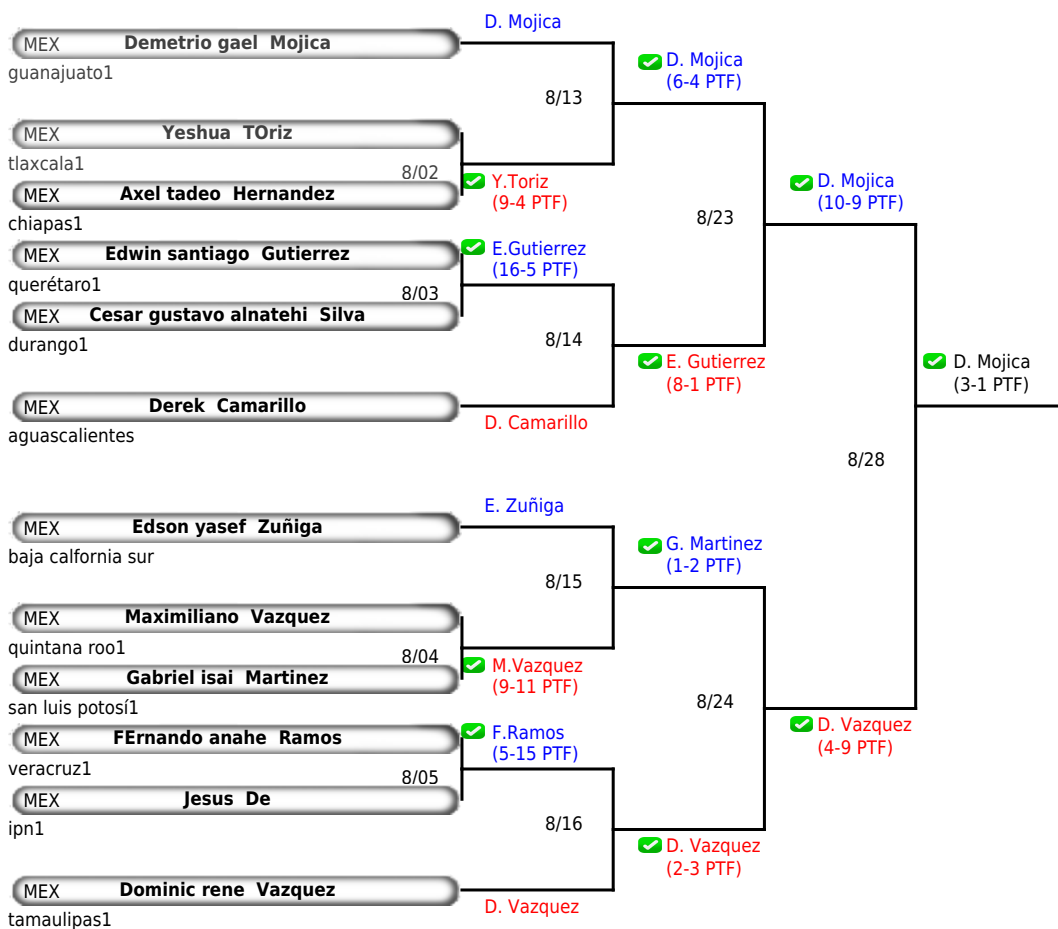 D. Mojica
MEX Demetrio gael Mojica
guanajuato1
D. Mojica
(6-4 PTF)
8/13
MEX Yeshua TOriz
tlaxcala1
8/02
Y.Toriz
(9-4 PTF)
MEX Axel tadeo Hernandez
chiapas1
D. Mojica
(10-9 PTF)
8/23
MEX Edwin santiago Gutierrez
querétaro1
E.Gutierrez
(16-5 PTF)
8/03
MEX Cesar gustavo alnatehi Silva
durango1
8/14
E. Gutierrez
(8-1 PTF)
D. Mojica
(3-1 PTF)
MEX Derek Camarillo
aguascalientes
D. Camarillo
8/28
E. Zuñiga
MEX Edson yasef Zuñiga
baja calfornia sur
G. Martinez
(1-2 PTF)
8/15
MEX Maximiliano Vazquez
quintana roo1
8/04
M.Vazquez
(9-11 PTF)
MEX Gabriel isai Martinez
san luis potosí1
8/24
D. Vazquez
(4-9 PTF)
MEX FErnando anahe Ramos
veracruz1
F.Ramos
(5-15 PTF)
8/05
MEX Jesus De
ipn1
8/16
D. Vazquez
(2-3 PTF)
MEX Dominic rene Vazquez
tamaulipas1
D. Vazquez